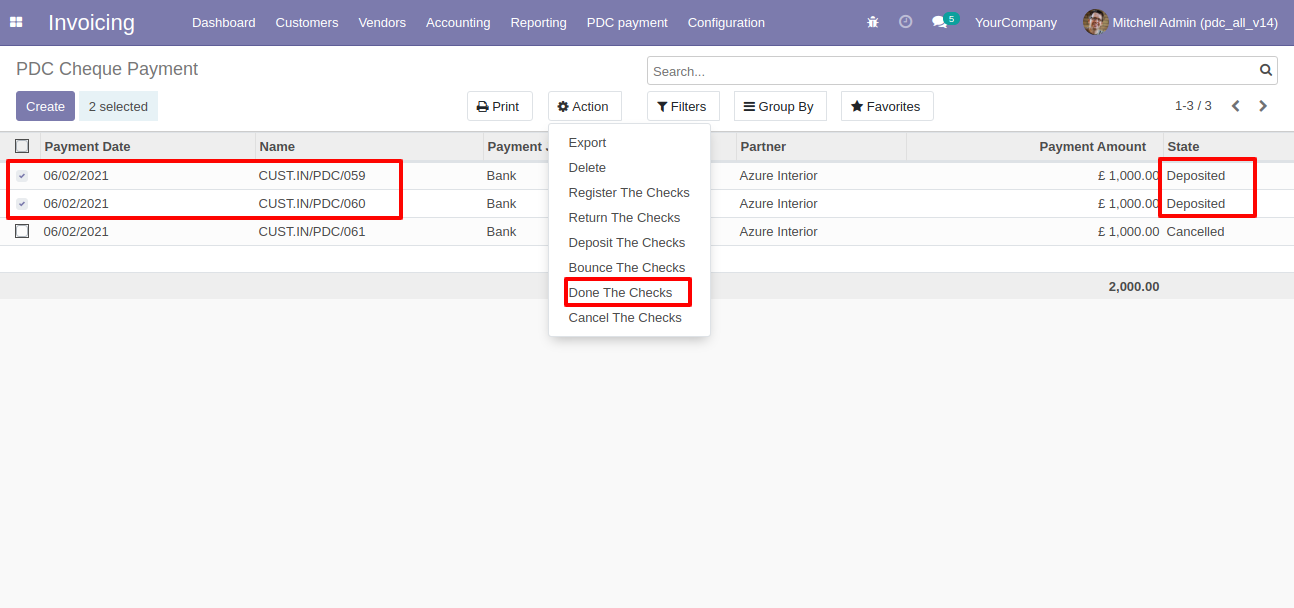 Invoicing Dashboard Customers Vendors Accounting Reporting PDC payment Configuration 5 YourCompany Mitchell Admin (pdc_all_v14)
PDC Cheque Payment
Search...
Create 2 selected Print Action Filters Group By Favorites 1-3 / 3
Payment Date Name Payment Partner Payment Amount State
06/02/2021 CUST.IN/PDC/059 Bank Azure Interior £ 1,000.00 Deposited
06/02/2021 CUST.IN/PDC/060 Bank Azure Interior £ 1,000.00 Deposited
06/02/2021 CUST.IN/PDC/061 Bank Azure Interior £ 1,000.00 Cancelled
2,000.00
Export
Delete
Register The Checks
Return The Checks
Deposit The Checks
Bounce The Checks
Done The Checks
Cancel The Checks